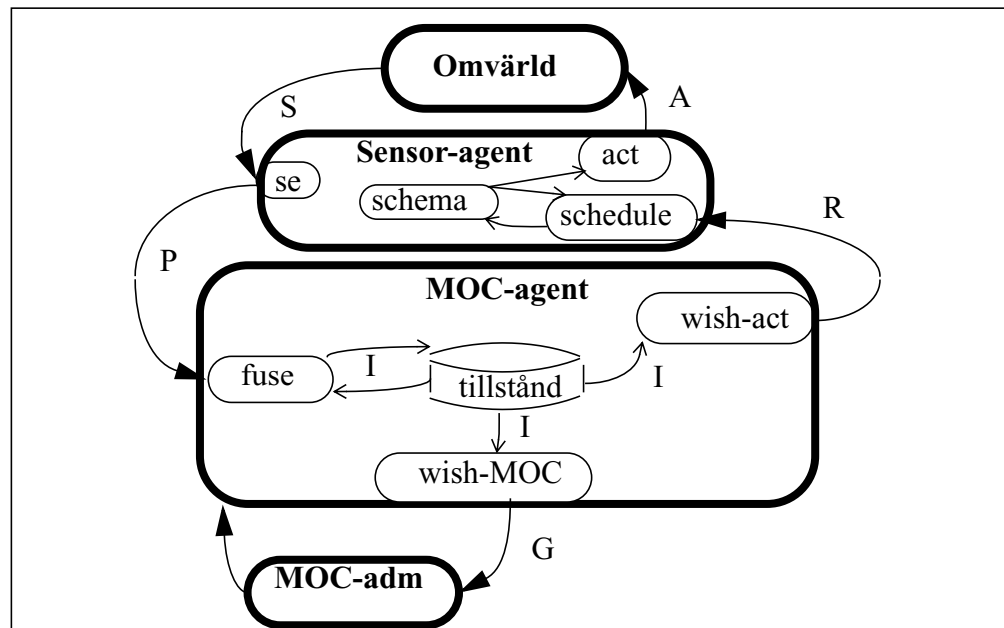 Omvärld
S
A
Sensor-agent
act
se
schema
schedule
R
P
MOC-agent
wish-act
fuse
I
tillstånd
I
I
wish-MOC
G
MOC-adm